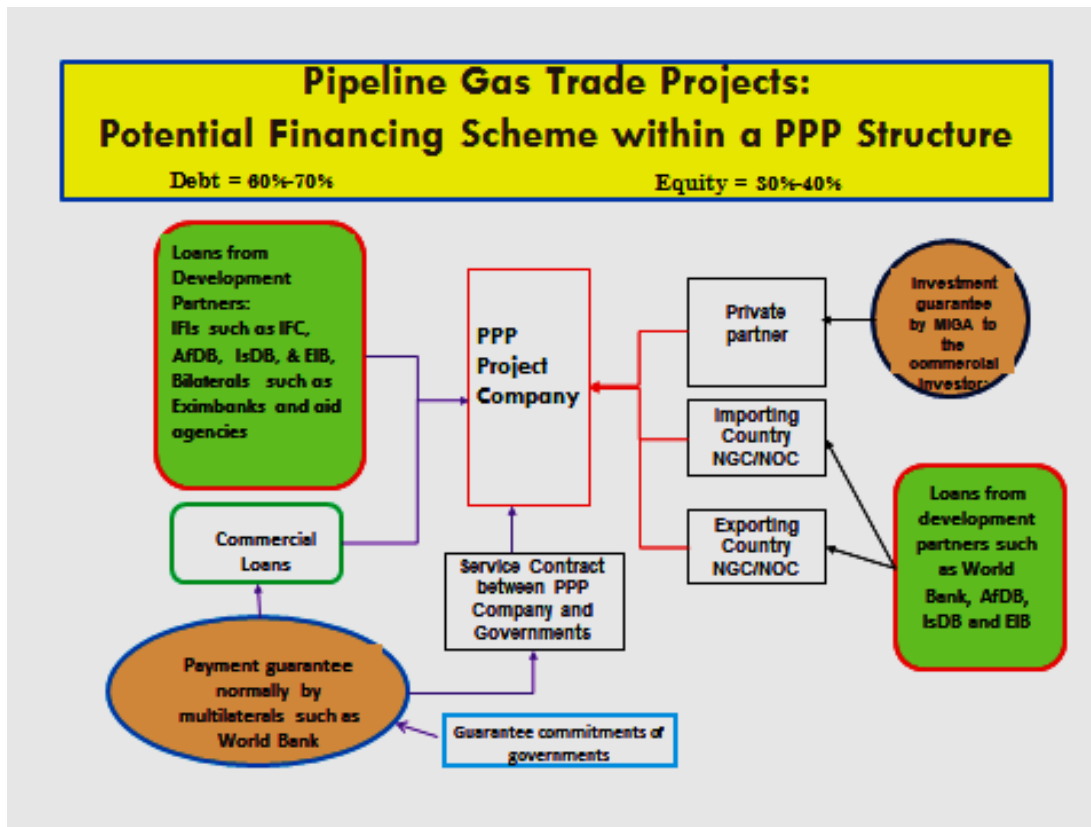 Pipeline Gas Trade Projects:
Potential Financing Scheme within a PPP Structure
Debt = 60%-70%
Equity = 30%-40%
Loans from
Development
Partners:
IFIs such as IFC,
AfDB, IsDB, & EIB,
Bilaterals such as
Eximbanks and aid
agencies
PPP
Project
Company
Private
partner
Investment
guarantee
by MIGA to
the
commercial
investor:
Importing
Country
NGC/NOC
Commercial
Loans
Exporting
Country
NGC/NOC
Loans from
development
partners such
as World
Bank, AfDB,
IsDB and EIB
Service Contract
between PPP
Company and
Governments
Payment guarantee
normally by
multilaterals such as
World Bank
Guarantee commitments of
governments